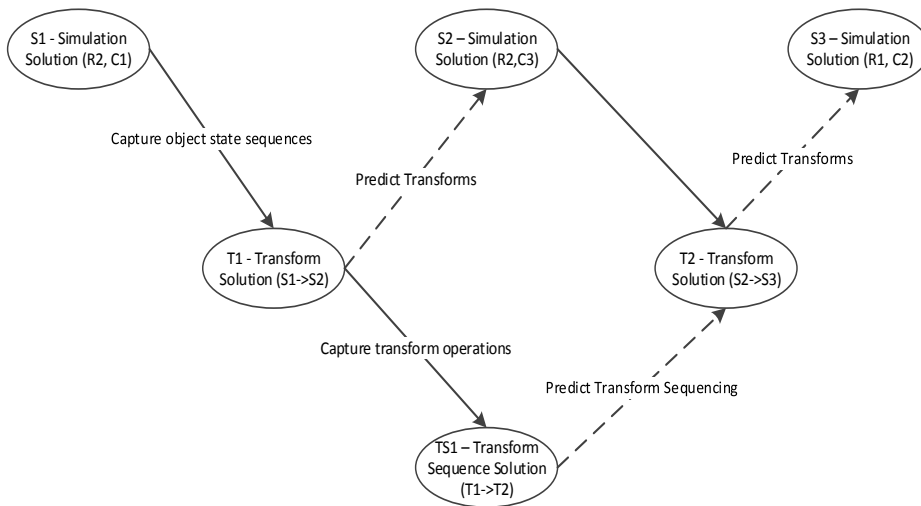 S1 - Simulation
Solution (R2, C1)
S2 – Simulation
Solution (R2,C3)
S3 – Simulation
Solution (R1, C2)
Capture object state sequences
Predict Transforms
Predict Transforms
T1 - Transform
Solution (S1->S2)
T2 - Transform
Solution (S2->S3)
Capture transform operations
Predict Transform Sequencing
TS1 – Transform
Sequence Solution
(T1->T2)